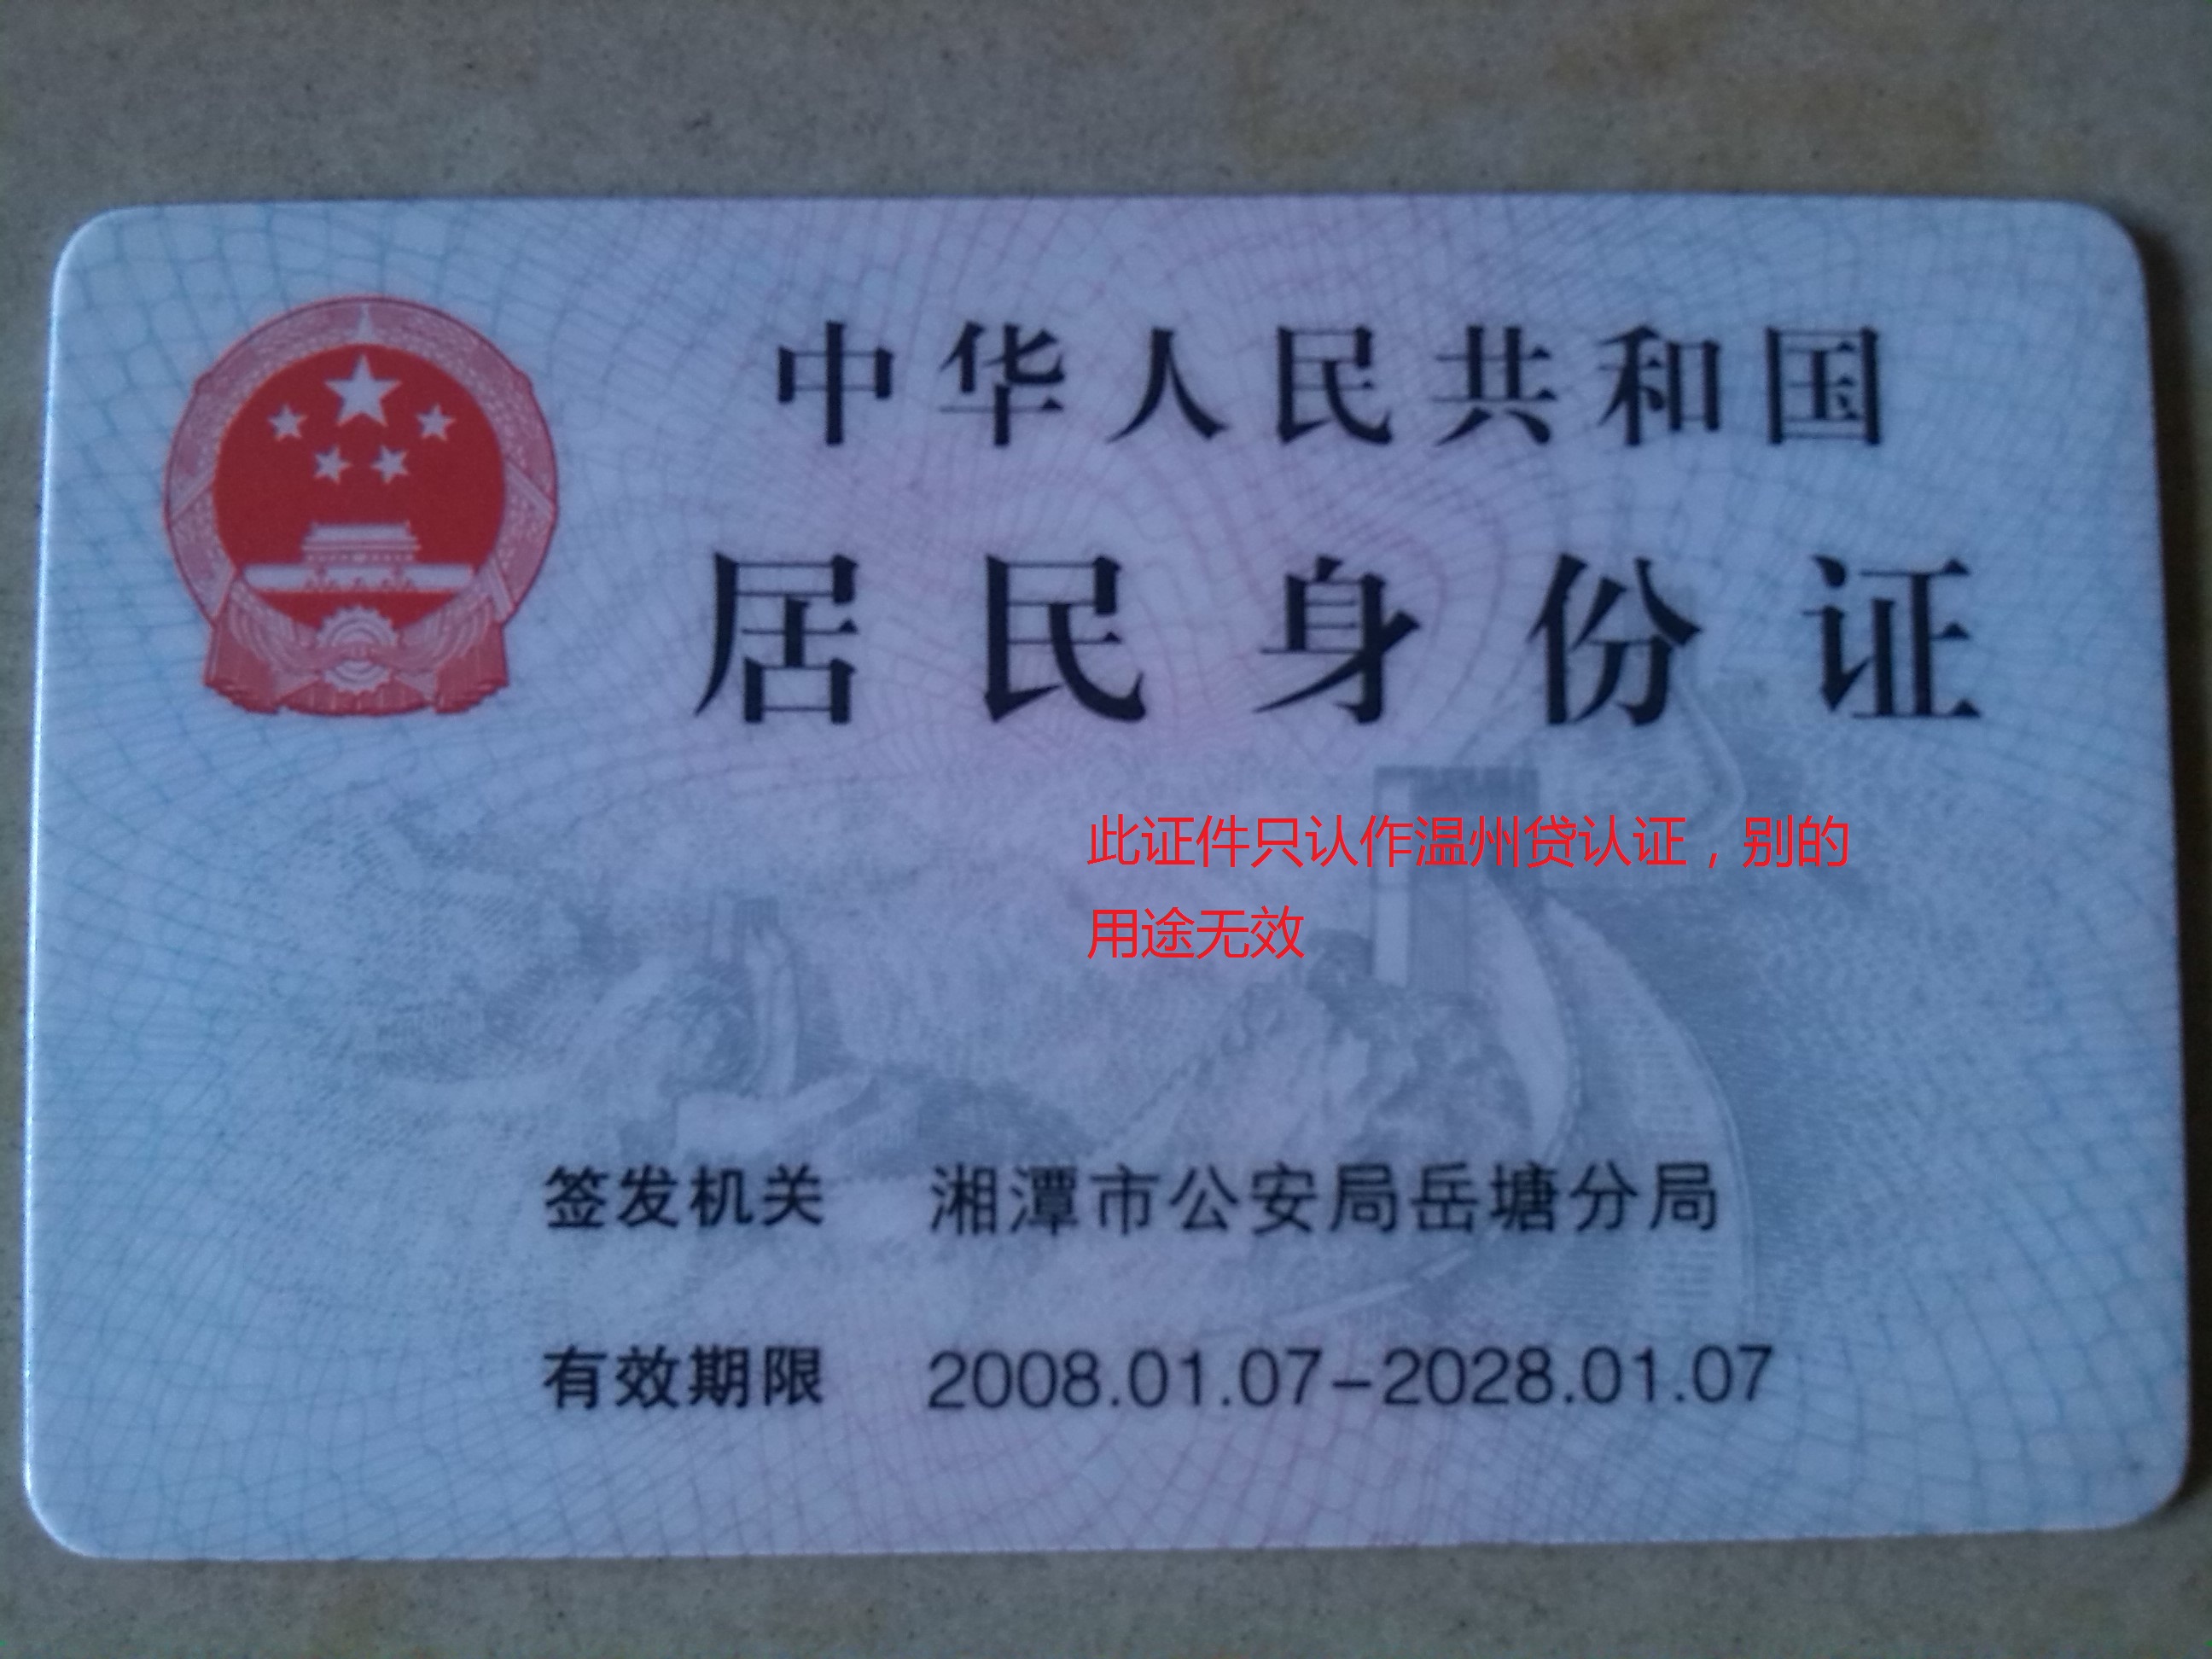 中华人民共和国
居民身份证
此证件只认作温州贷认证，别的
用途无效
签发机关 湘潭市公安局岳塘分局
有效期限 2008.01.07-2028.01.07